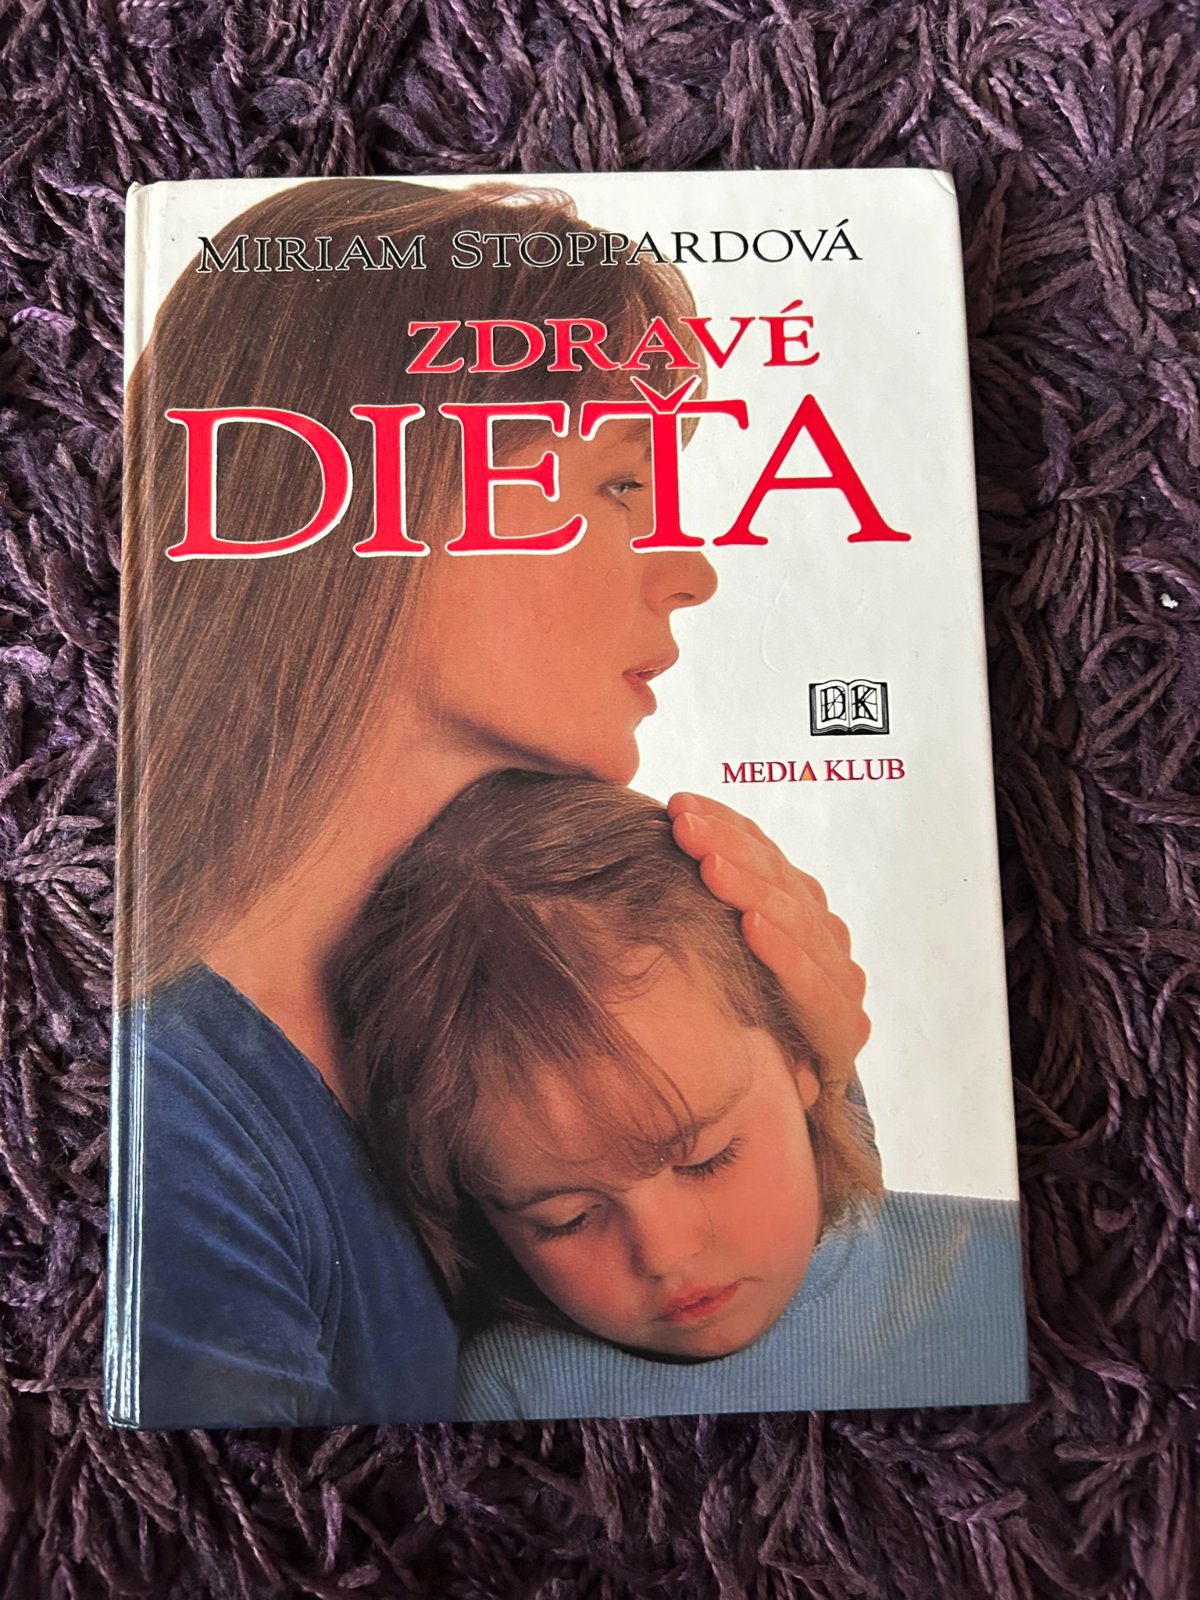 MIRIAM STOPPARDOVÁ
ZDRAVÉ
DIEŤA
DK
MEDIA KLUB